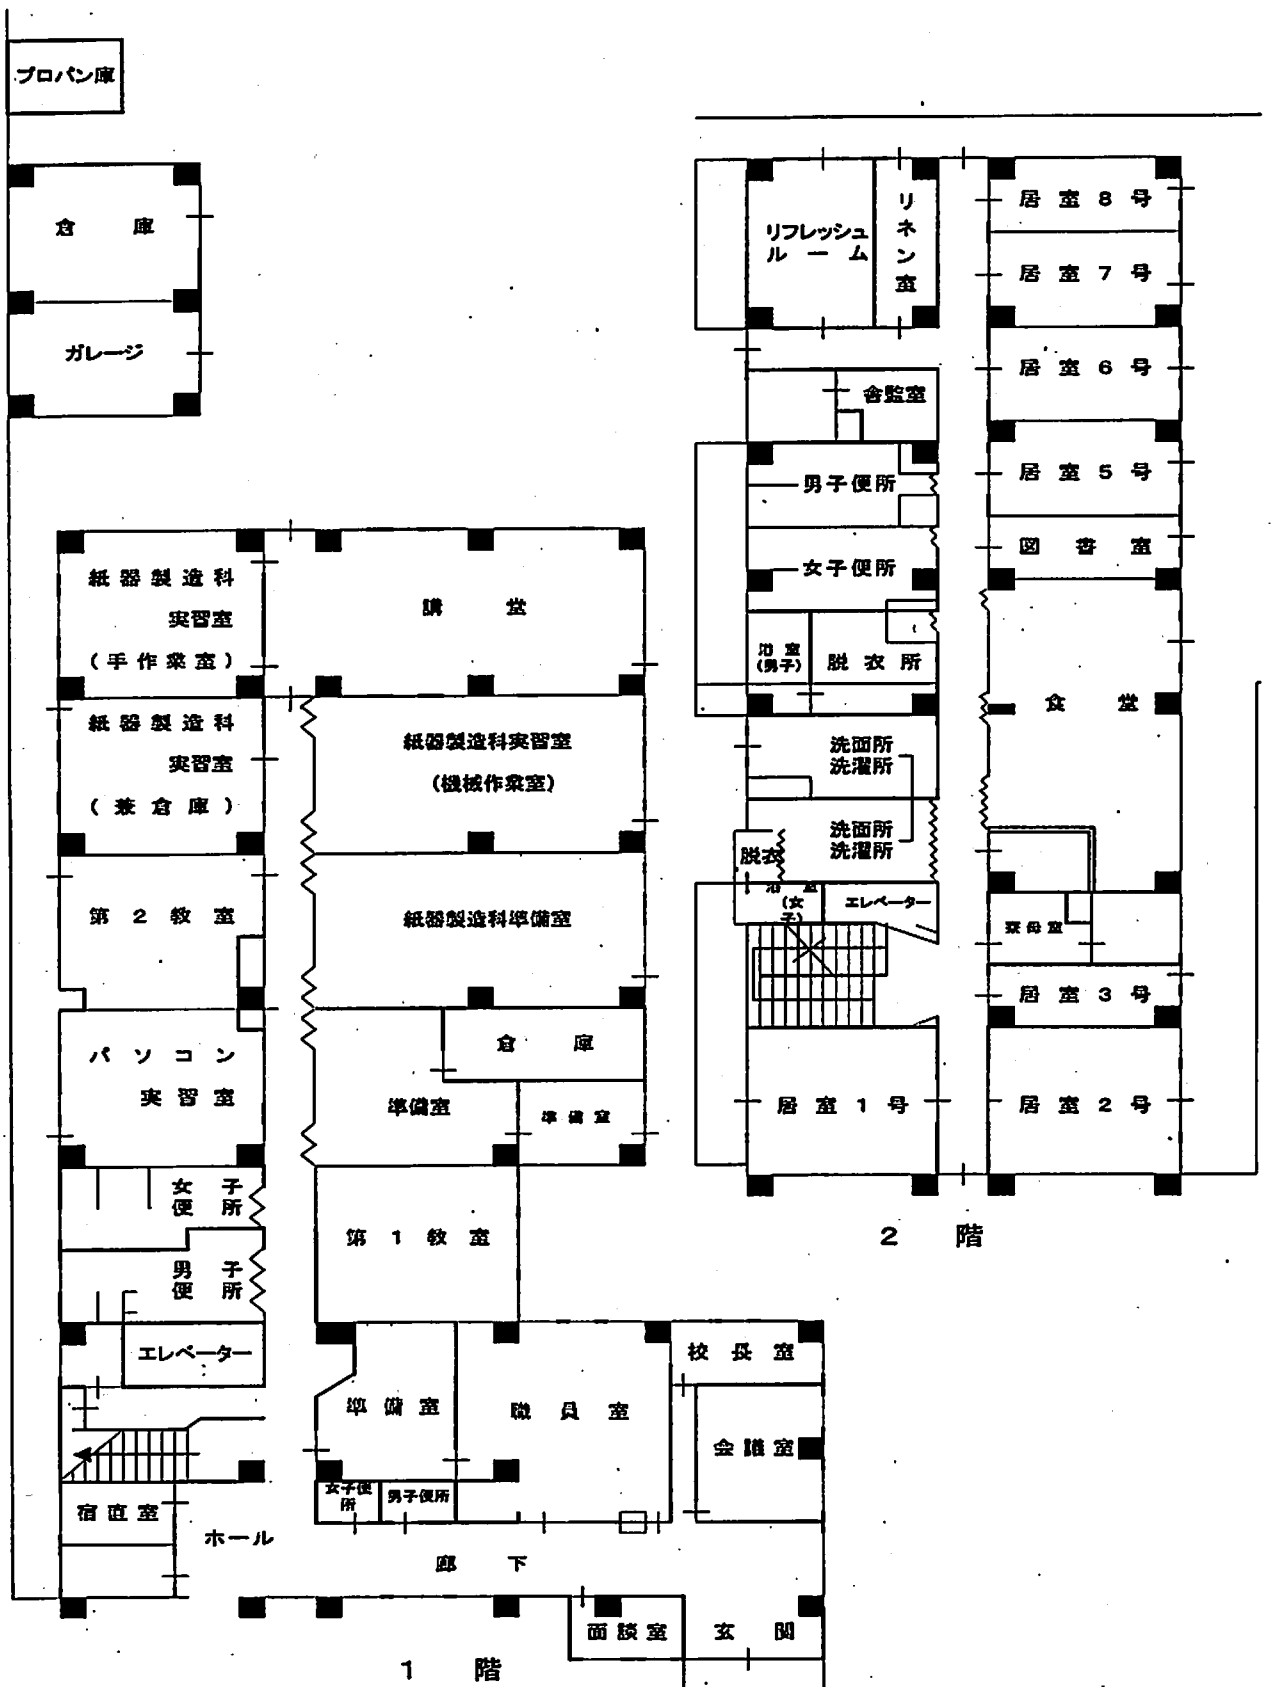 プロパン庫
倉庫
ガレージ
紙器製造科
実習室
(手作業室)
講堂
紙器製造科
実習室
(兼倉庫)
紙器製造科実習室
(機械作業室)
第2教室
紙器製造科準備室
パソコン
実習室
倉庫
準備室
準備室
女子
便所
男子
便所
第1教室
エレベーター
準備室
職員室
校長室
会議室
女子便
所
男子便所
宿直室
ホール
廊下
面談室
玄関
1階
リフレッシュ
ルーム
リネン室
居室8号
居室7号
居室6号
舎監室
居室5号
男子便所
図書室
女子便所
浴室
(男子)
脱衣所
食堂
洗面所
洗濯所
洗面所
洗濯所
脱衣
浴室
(女
子)
エレベーター
寮母室
居室3号
居室1号
居室2号
2階